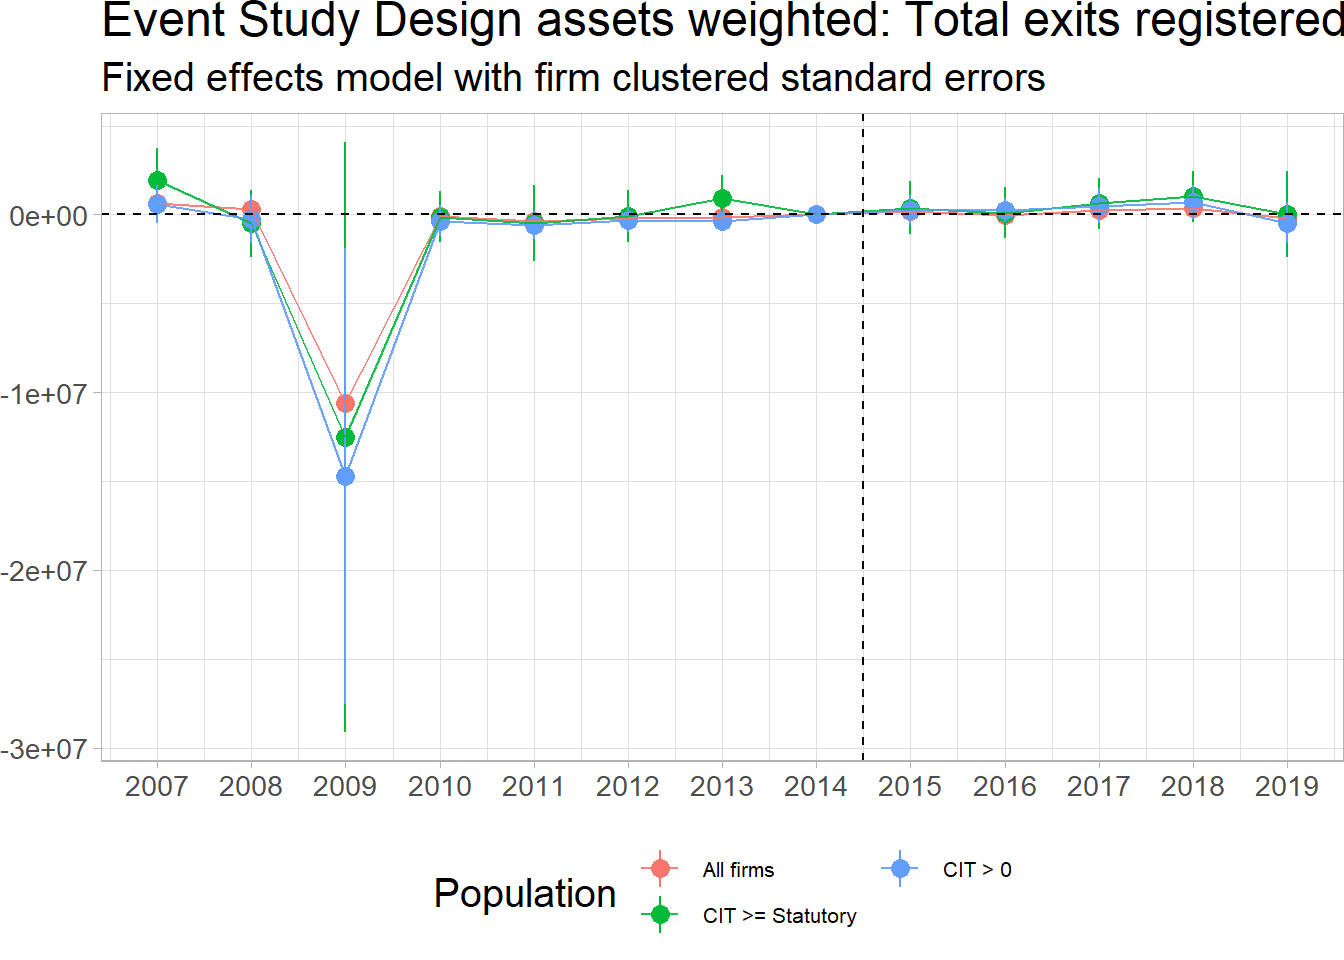 Event Study Design assets weighted: Total exits registered
Fixed effects model with firm clustered standard errors
0e+00
-1e+07
-2e+07
-3e+07
2007 2008 2009 2010 2011 2012 2013 2014 2015 2016 2017 2018 2019
Population
All firms
CIT > 0
CIT >= Statutory